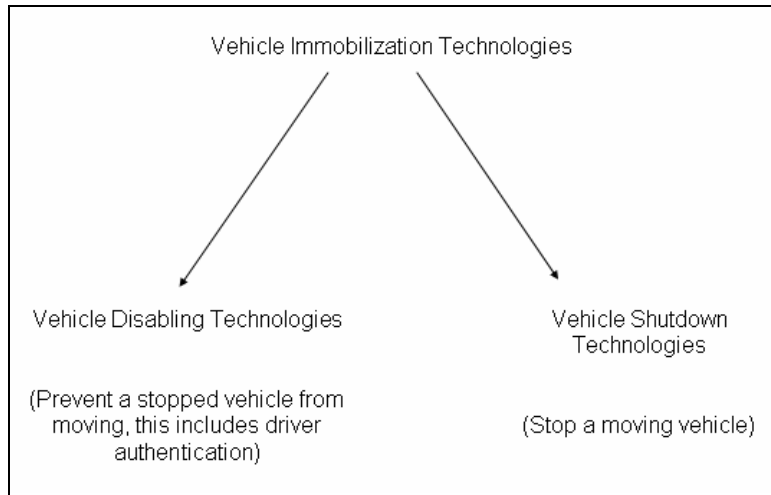 Vehicle Immobilization Technologies
Vehicle Disabling Technologies
(Prevent a stopped vehicle from
moving, this includes driver
authentication)
Vehicle Shutdown
Technologies
(Stop a moving vehicle)